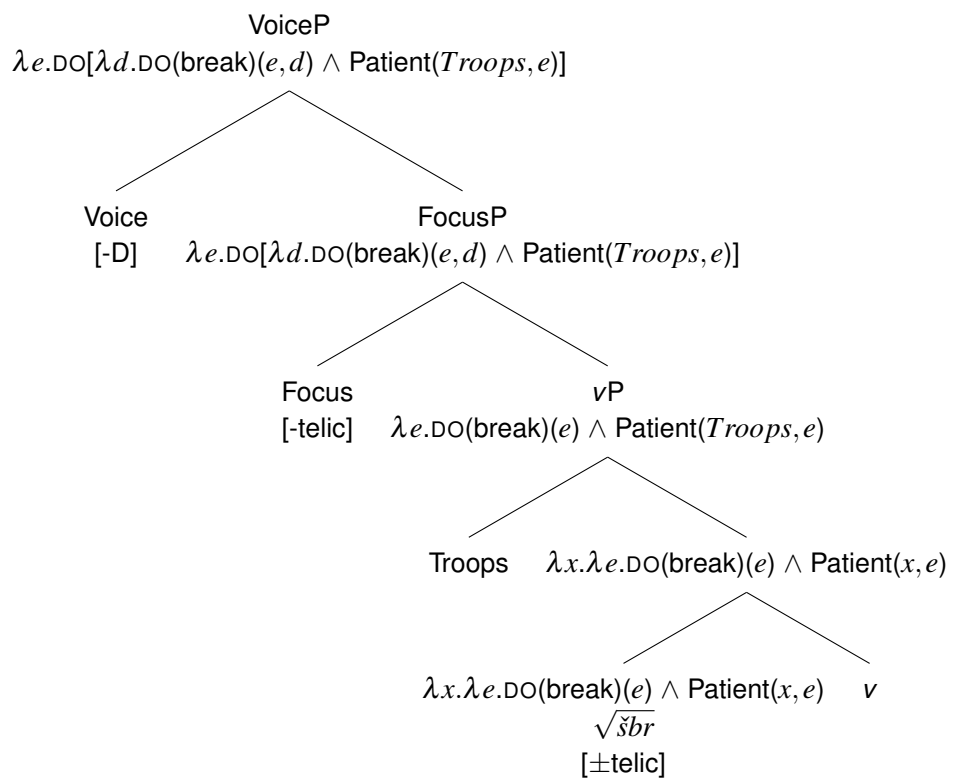 VoiceP
λe.DO[λd.DO(break)(e,d) ∧ Patient(Troops,e)]
Voice FocusP
[-D] λe.DO[λd.DO(break)(e,d) ∧ Patient(Troops,e)]
Focus vP
[-telic] λe.DO(break)(e) ∧ Patient(Troops,e)
Troops λx.λe.DO(break)(e) ∧ Patient(x,e)
λx.λe.DO(break)(e) ∧ Patient(x,e) v
√šbr
[±telic]